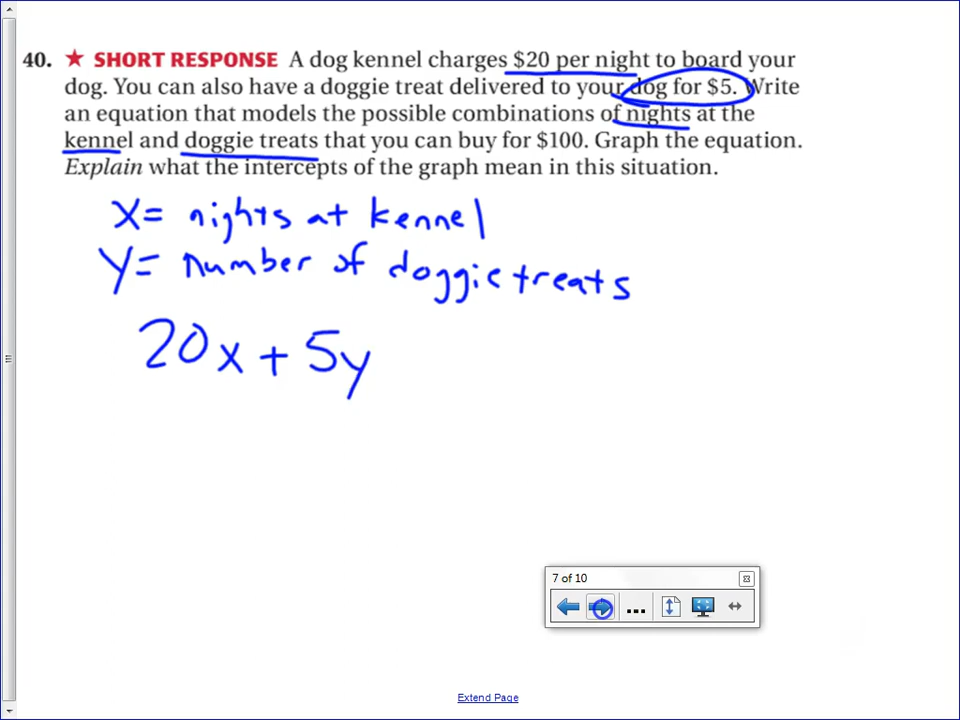 40. ★ SHORT RESPONSE A dog kennel charges $20 per night to board your
dog. You can also have a doggie treat delivered to your dog for $5. Write
an equation that models the possible combinations of nights at the
kennel and doggie treats that you can buy for $100. Graph the equation.
Explain what the intercepts of the graph mean in this situation.
X= nights at kennel
Y= number of doggie treats
20x + 5y
7 of 10
...
Extend Page